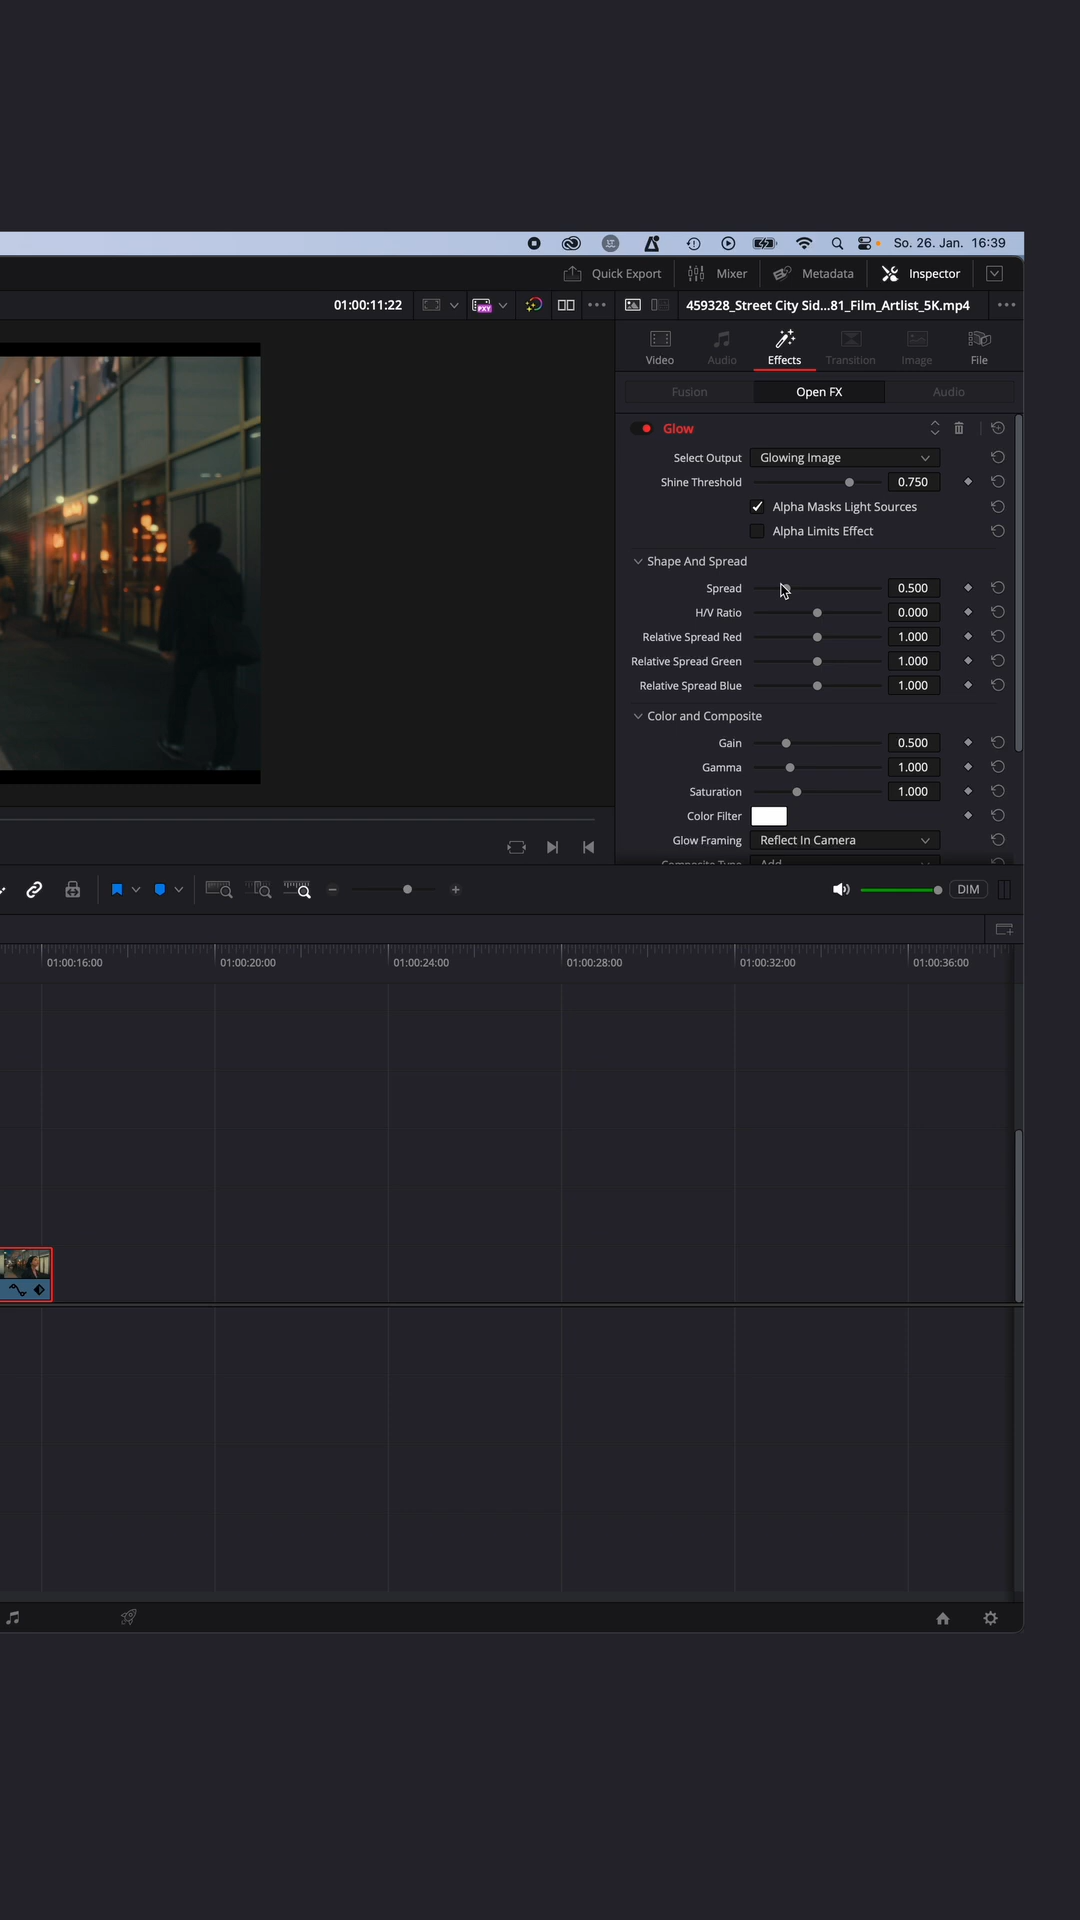 So. 26. Jan. 16:39
Quick Export Mixer Metadata Inspector
01:00:11:22 PXY 459328_Street City Sid...81_Film_Artlist_5K.mp4
Video Audio Effects Transition Image File
Fusion Open FX Audio
Glow
Select Output Glowing Image
Shine Threshold 0.750
Alpha Masks Light Sources
Alpha Limits Effect
Shape And Spread
Spread 0.500
H/V Ratio 0.000
Relative Spread Red 1.000
Relative Spread Green 1.000
Relative Spread Blue 1.000
Color and Composite
Gain 0.500
Gamma 1.000
Saturation 1.000
Color Filter
Glow Framing Reflect In Camera
Composite Type Add
DIM
01:00:16:00 01:00:20:00 01:00:24:00 01:00:28:00 01:00:32:00 01:00:36:00